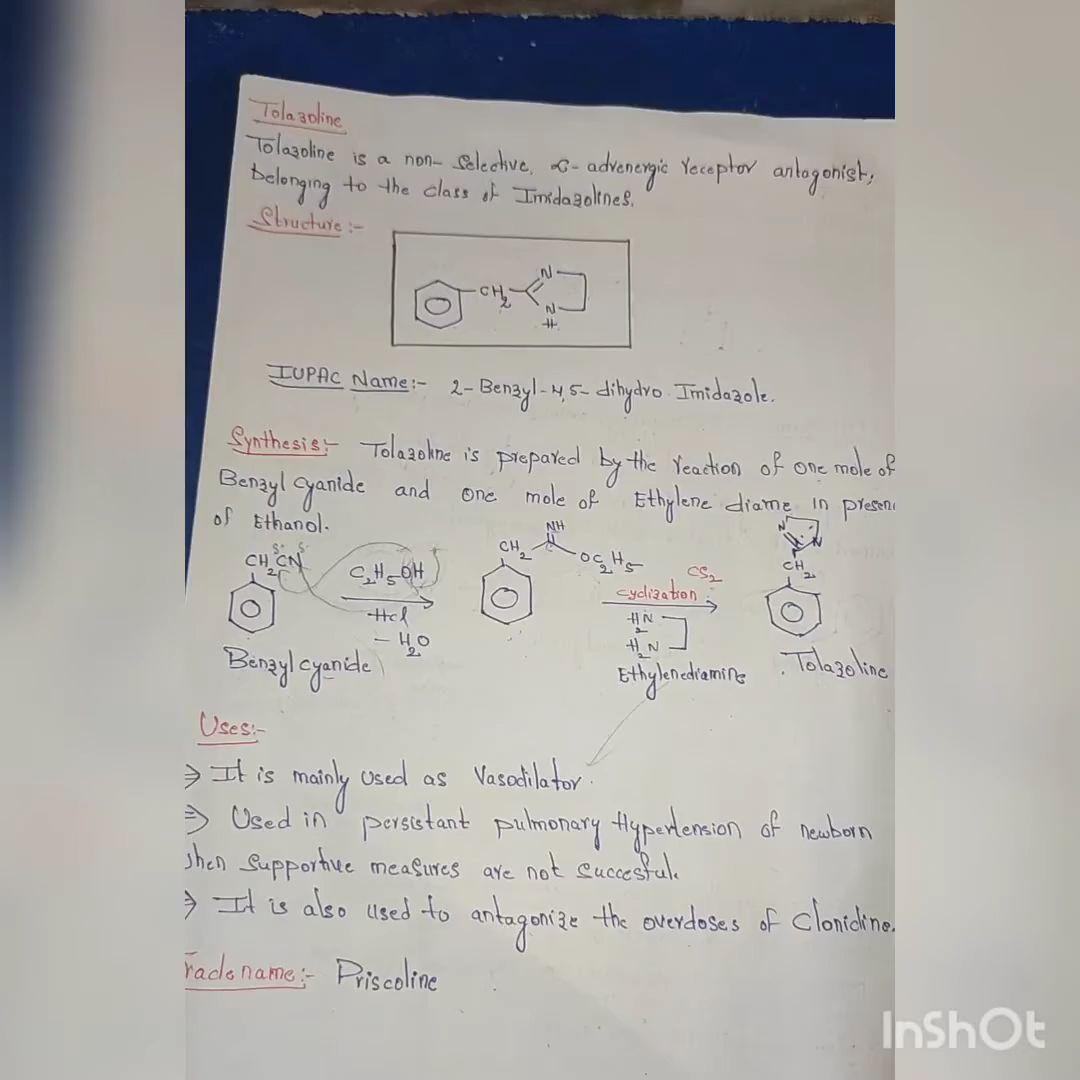 Tolazoline
Tolazoline is a non-Selective, α-adrenergic receptor antagonist,
belonging to the class of Imidazolines.
Structure:-
CH2
N
N
H
IUPAC Name:- 2-Benzyl-4,5-dihydro Imidazole.
Synthesis:- Tolazoline is prepared by the reaction of one mole of
Benzyl cyanide and one mole of Ethylene diame in presen
of Ethanol.
CH2 CN
δ+ δ-
C2H5OH
Hcl
-H2O
Benzyl cyanide
CH2
NH
C
OC2H5
CS2
cyclization
H2N
H2N
Ethylenediamine
N
N
CH2
Tolazoline
Uses:-
⇒ It is mainly used as Vasodilator.
⇒ Used in persistant pulmonary Hypertension of newborn
when Supportive measures are not Succesful.
⇒ It is also used to antagonize the overdoses of Clonidine.
Trade name:- Priscoline
InShOt